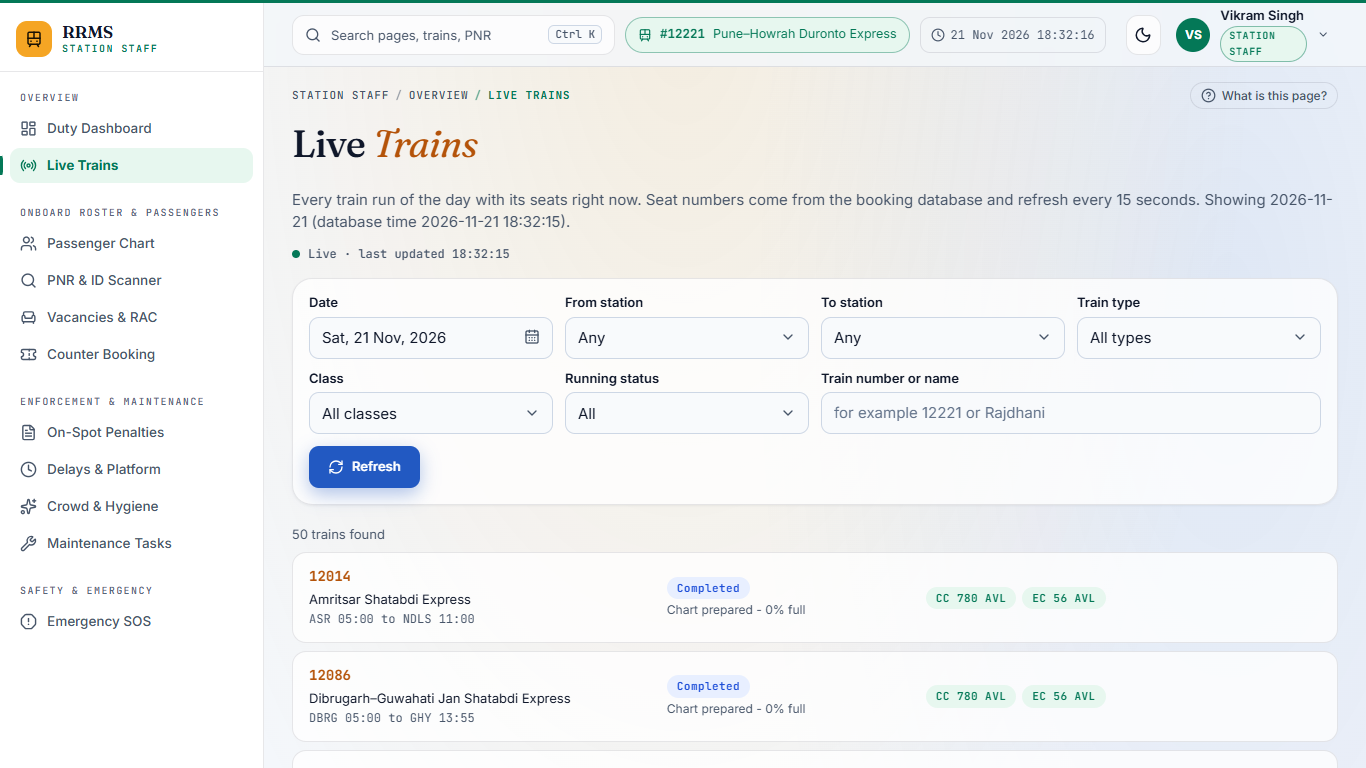 RRMS
STATION STAFF
OVERVIEW
Duty Dashboard
Live Trains
ONBOARD ROSTER & PASSENGERS
Passenger Chart
PNR & ID Scanner
Vacancies & RAC
Counter Booking
ENFORCEMENT & MAINTENANCE
On-Spot Penalties
Delays & Platform
Crowd & Hygiene
Maintenance Tasks
SAFETY & EMERGENCY
Emergency SOS
Search pages, trains, PNR
Ctrl K
#12221 Pune–Howrah Duronto Express
21 Nov 2026 18:32:16
VS
Vikram Singh
STATION
STAFF
STATION STAFF / OVERVIEW / LIVE TRAINS
What is this page?
Live Trains
Every train run of the day with its seats right now. Seat numbers come from the booking database and refresh every 15 seconds. Showing 2026-11-
21 (database time 2026-11-21 18:32:15).
Live · last updated 18:32:15
Date
From station
To station
Train type
Sat, 21 Nov, 2026
Any
Any
All types
Class
Running status
Train number or name
All classes
All
for example 12221 or Rajdhani
Refresh
50 trains found
12014
Amritsar Shatabdi Express
ASR 05:00 to NDLS 11:00
Completed
Chart prepared - 0% full
CC 780 AVL
EC 56 AVL
12086
Dibrugarh–Guwahati Jan Shatabdi Express
DBRG 05:00 to GHY 13:55
Completed
Chart prepared - 0% full
CC 780 AVL
EC 56 AVL